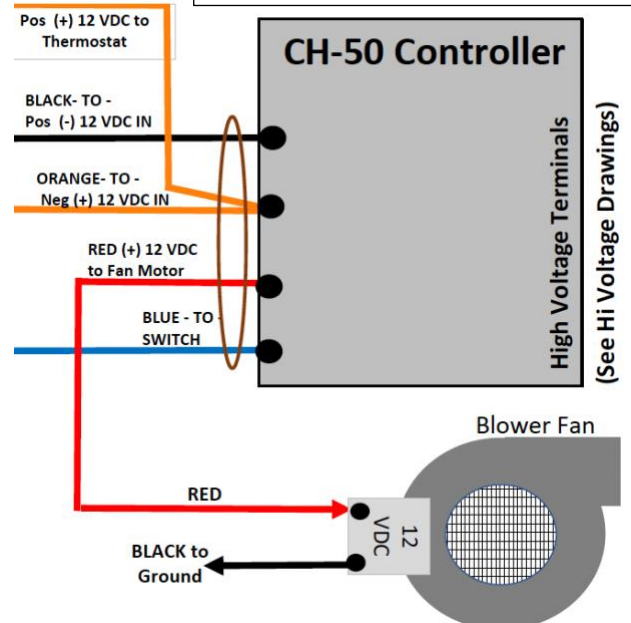 Pos (+) 12 VDC to
Thermostat
CH-50 Controller
BLACK- TO -
Pos (-) 12 VDC IN
ORANGE- TO -
Neg (+) 12 VDC IN
RED (+) 12 VDC
to Fan Motor
BLUE - TO -
SWITCH
High Voltage Terminals
(See Hi Voltage Drawings)
Blower Fan
RED
12
VDC
BLACK to
Ground